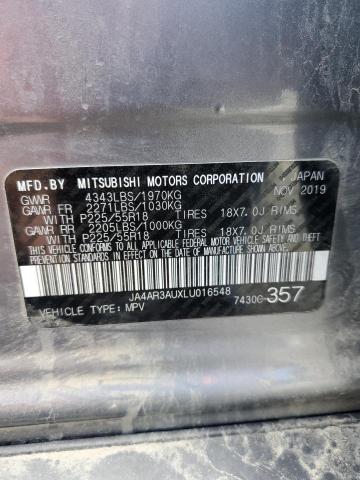 MFD.BY MITSUBISHI MOTORS CORPORATION JAPAN
GVWR 4343LBS/1970KG NOV 2019
GAWR FR 2271LBS/1030KG
WITH P225/55R18 TIRES 18X7.0J RIMS
GAWR RR 2205LBS/1000KG
WITH P225/55R18 TIRES 18X7.0J RIMS
THIS VEHICLE CONFORMS TO ALL APPLICABLE FEDERAL MOTOR VEHICLE SAFETY, BUMPER, AND THEFT
PREVENTION STANDARDS IN EFFECT ON THE DATE OF MANUFACTURE SHOWN ABOVE.
JA4AR3AUXLU016548 7430C-357
VEHICLE TYPE: MPV